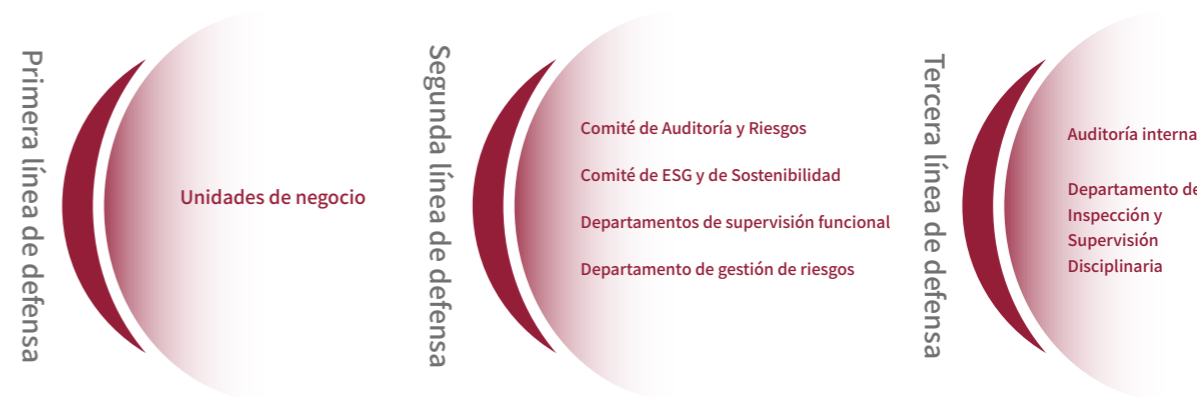 Primera línea de defensa
Unidades de negocio
Segunda línea de defensa
Comité de Auditoría y Riesgos
Comité de ESG y de Sostenibilidad
Departamentos de supervisión funcional
Departamento de gestión de riesgos
Tercera línea de defensa
Auditoría interna
Departamento de
Inspección y
Supervisión
Disciplinaria